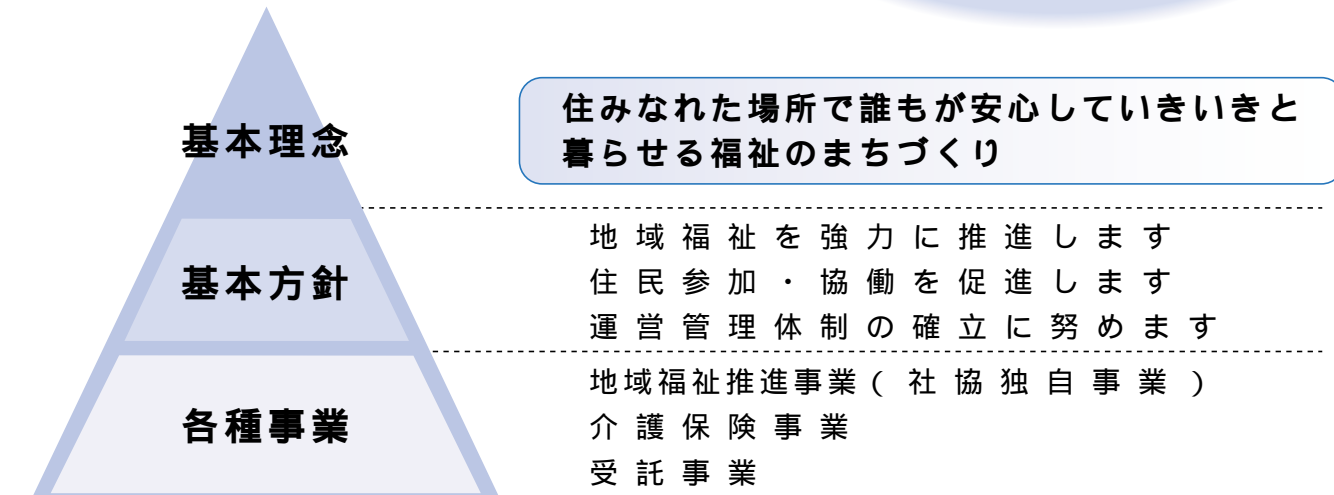 基本理念
住みなれた場所で誰もが安心していきいきと
暮らせる福祉のまちづくり
基本方針
地域福祉を強力に推進します
住民参加・協働を促進します
運営管理体制の確立に努めます
各種事業
地域福祉推進事業(社協独自事業)
介護保険事業
受託事業